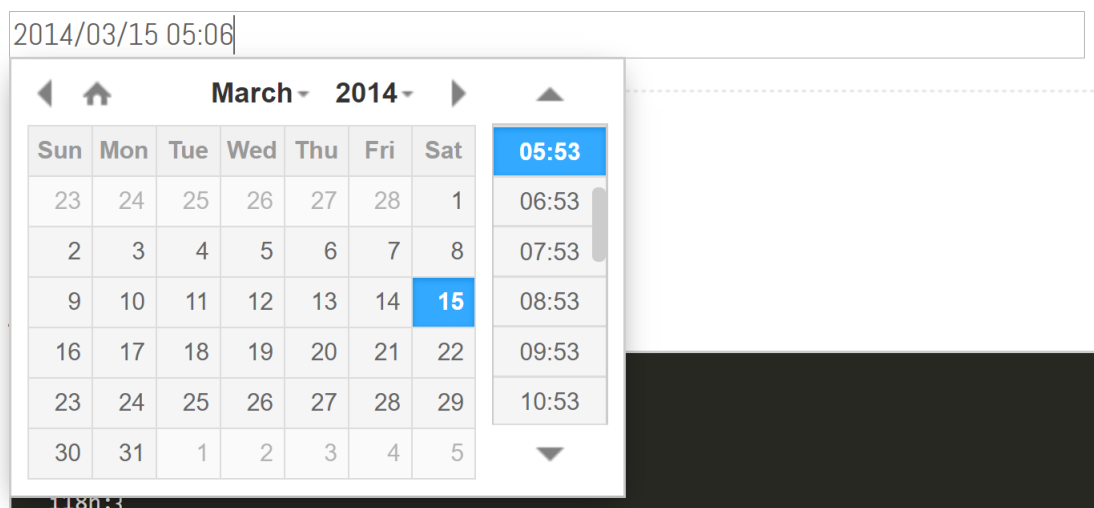 2014/03/15 05:06
March 2014
Sun Mon Tue Wed Thu Fri Sat
23 24 25 26 27 28 1
2 3 4 5 6 7 8
9 10 11 12 13 14 15
16 17 18 19 20 21 22
23 24 25 26 27 28 29
30 31 1 2 3 4 5
05:53
06:53
07:53
08:53
09:53
10:53